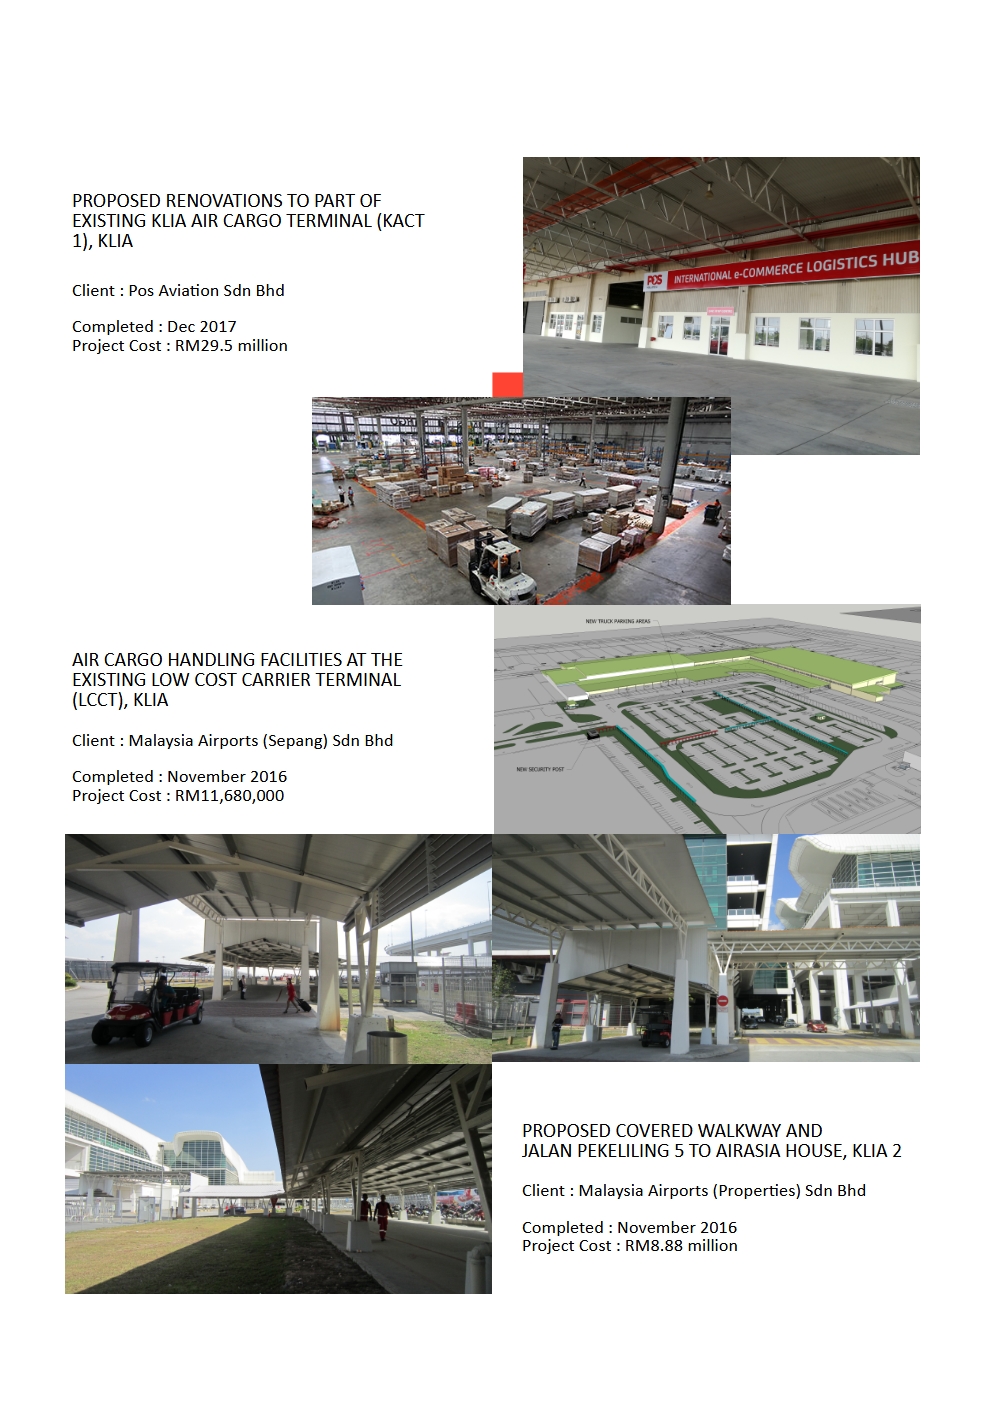 PROPOSED RENOVATIONS TO PART OF
EXISTING KLIA AIR CARGO TERMINAL (KACT
1), KLIA
Client : Pos Aviation Sdn Bhd
Completed : Dec 2017
Project Cost : RM29.5 million
POS
INTERNATIONAL e-COMMERCE LOGISTICS HUB
NEW TRUCK PARKING AREAS
NEW SECURITY POST
AIR CARGO HANDLING FACILITIES AT THE
EXISTING LOW COST CARRIER TERMINAL
(LCCT), KLIA
Client : Malaysia Airports (Sepang) Sdn Bhd
Completed : November 2016
Project Cost : RM11,680,000
PROPOSED COVERED WALKWAY AND
JALAN PEKELILING 5 TO AIRASIA HOUSE, KLIA 2
Client : Malaysia Airports (Properties) Sdn Bhd
Completed : November 2016
Project Cost : RM8.88 million